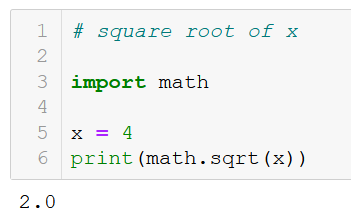 1 # square root of x
2
3 import math
4
5 x = 4
6 print(math.sqrt(x))
2.0